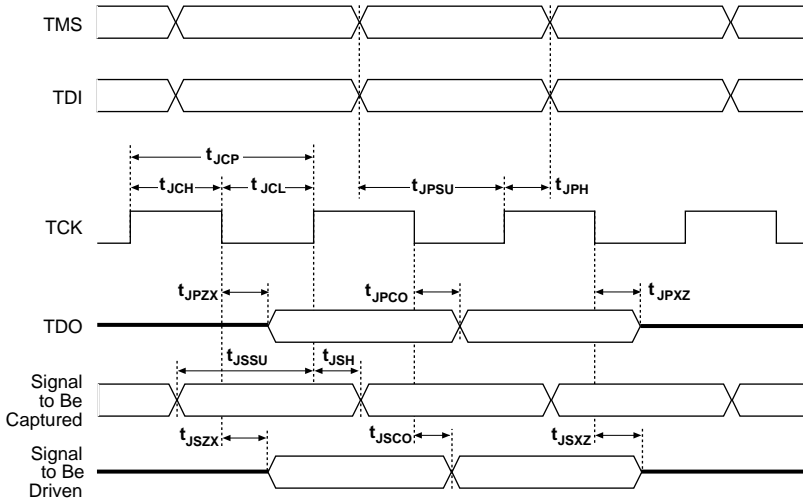 TMS
TDI
tJCP
tJCH tJCL tJPSU tJPH
TCK
tJPZX tJPCO tJPXZ
TDO
tJSSU tJSH
Signal
to Be
Captured
tJSZX tJSCO tJSXZ
Signal
to Be
Driven